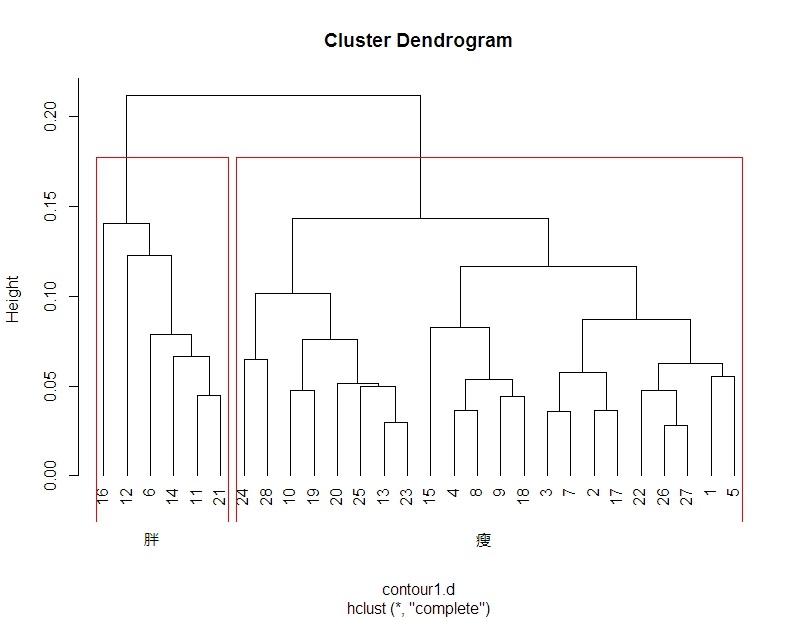 Cluster Dendrogram
Height
0.20
0.15
0.10
0.05
0.00
16 12 6 14 11 21 24 28 10 19 20 25 13 23 15 4 8 9 18 3 7 2 17 22 26 27 1 5
胖 瘦
contour1.d
hclust (*, "complete")